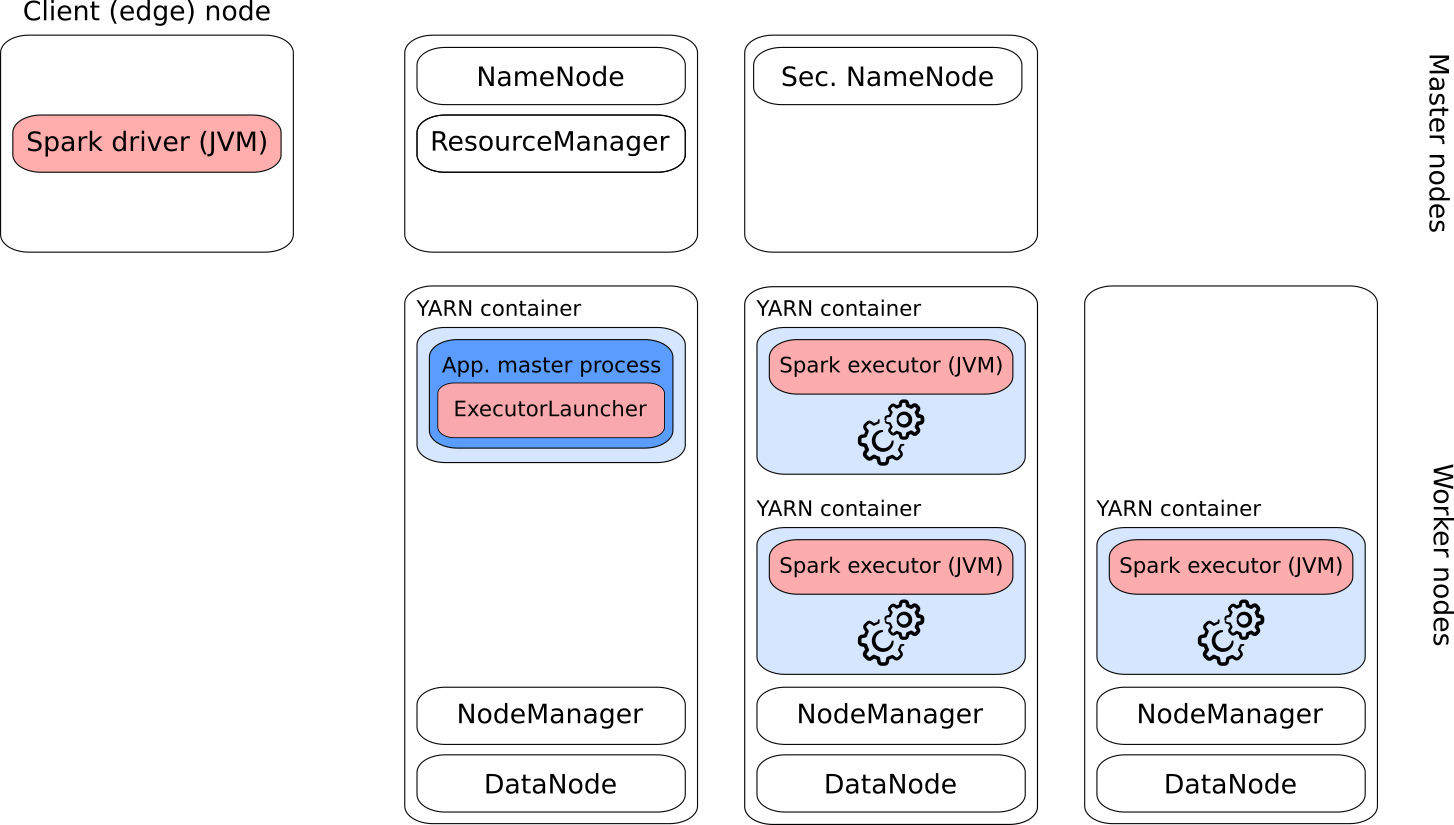 Client (edge) node
Spark driver (JVM)
NameNode
ResourceManager
Sec. NameNode
Master nodes
YARN container
App. master process
ExecutorLauncher
NodeManager
DataNode
YARN container
Spark executor (JVM)
YARN container
Spark executor (JVM)
NodeManager
DataNode
YARN container
Spark executor (JVM)
NodeManager
DataNode
Worker nodes